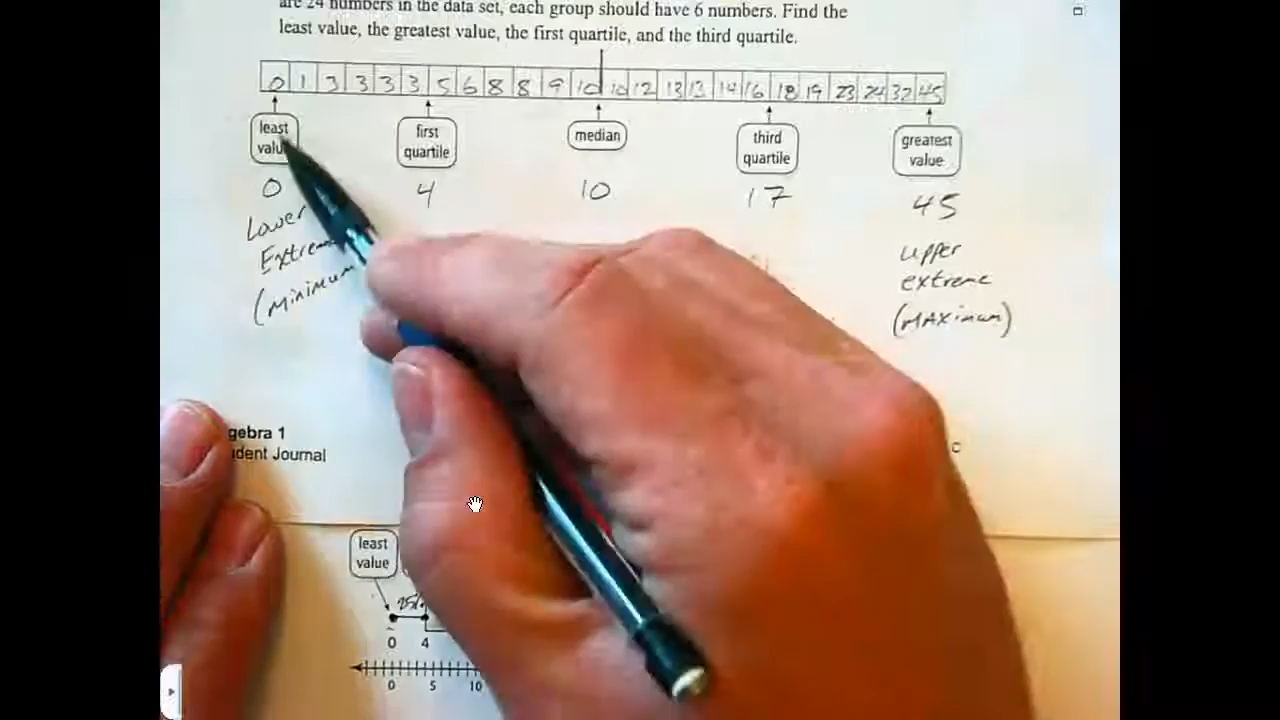 are 24 numbers in the data set, each group should have 6 numbers. Find the
least value, the greatest value, the first quartile, and the third quartile.
0 1 3 3 3 3 5 6 8 8 9 10 10 12 13 13 14 16 18 19 23 24 32 45
least
first
quartile
median
third
quartile
greatest
value
0 4 10 17 45
Lower
(minimum
upper
extreme
(MAXimum)
gebra 1
dent Journal
least
value
0 4
0 5 10